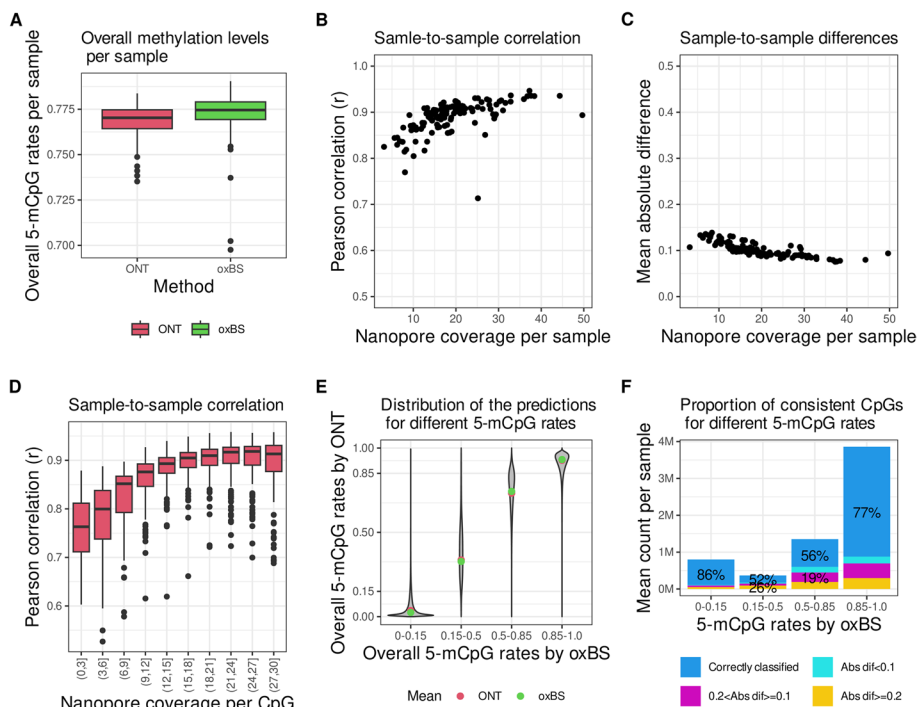 A
Overall methylation levels
per sample
Overall 5-mCpG rates per sample
0.775
0.750
0.725
0.700
ONT
oxBS
Method
ONT
oxBS
B
Samle-to-sample correlation
Pearson correlation (r)
1.0
0.9
0.8
0.7
0.6
0.5
10
20
30
40
50
Nanopore coverage per sample
C
Sample-to-sample differences
Mean absolute difference
0.5
0.4
0.3
0.2
0.1
0.0
10
20
30
40
50
Nanopore coverage per sample
D
Sample-to-sample correlation
Pearson correlation (r)
0.9
0.8
0.7
0.6
(0,3]
(3,6]
(6,9]
(9,12]
(12,15]
(15,18]
(18,21]
(21,24]
(24,27]
(27,30]
Nanopore coverage per CpG
E
Distribution of the predictions
for different 5-mCpG rates
Overall 5-mCpG rates by ONT
1.00
0.85
0.50
0.15
0.00
0-0.15
0.15-0.5
0.5-0.85
0.85-1.0
Overall 5-mCpG rates by oxBS
Mean
ONT
oxBS
F
Proportion of consistent CpGs
for different 5-mCpG rates
Mean count per sample
4M
3M
2M
1M
0M
86%
52%
26%
56%
19%
77%
0-0.15
0.15-0.5
0.5-0.85
0.85-1.0
5-mCpG rates by oxBS
Correctly classified
Abs dif<0.1
0.2<Abs dif>=0.1
Abs dif>=0.2